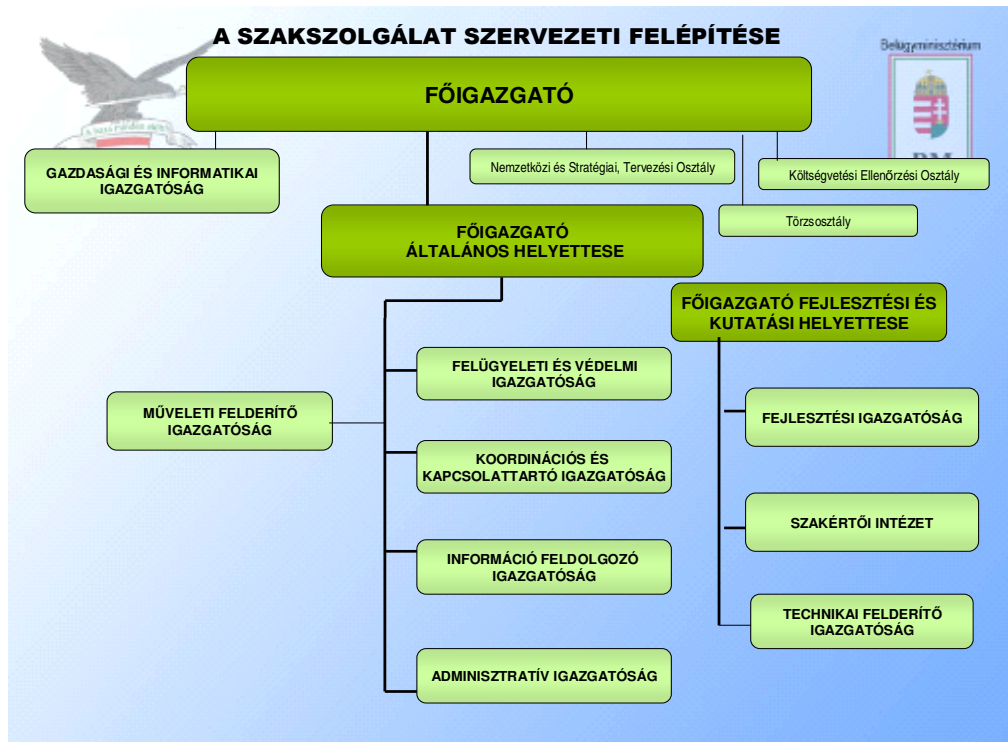 A SZAKSZOLGÁLAT SZERVEZETI FELÉPÍTÉSE
Belügyminisztérium
FŐIGAZGATÓ
GAZDASÁGI ÉS INFORMATIKAI
IGAZGATÓSÁG
Nemzetközi és Stratégiai, Tervezési Osztály
Költségvetési Ellenőrzési Osztály
Törzsosztály
FŐIGAZGATÓ
ÁLTALÁNOS HELYETTESE
FŐIGAZGATÓ FEJLESZTÉSI ÉS
KUTATÁSI HELYETTESE
FELÜGYELETI ÉS VÉDELMI
IGAZGATÓSÁG
MŰVELETI FELDERÍTŐ
IGAZGATÓSÁG
FEJLESZTÉSI IGAZGATÓSÁG
KOORDINÁCIÓS ÉS
KAPCSOLATTARTÓ IGAZGATÓSÁG
SZAKÉRTŐI INTÉZET
INFORMÁCIÓ FELDOLGOZÓ
IGAZGATÓSÁG
TECHNIKAI FELDERÍTŐ
IGAZGATÓSÁG
ADMINISZTRATÍV IGAZGATÓSÁG